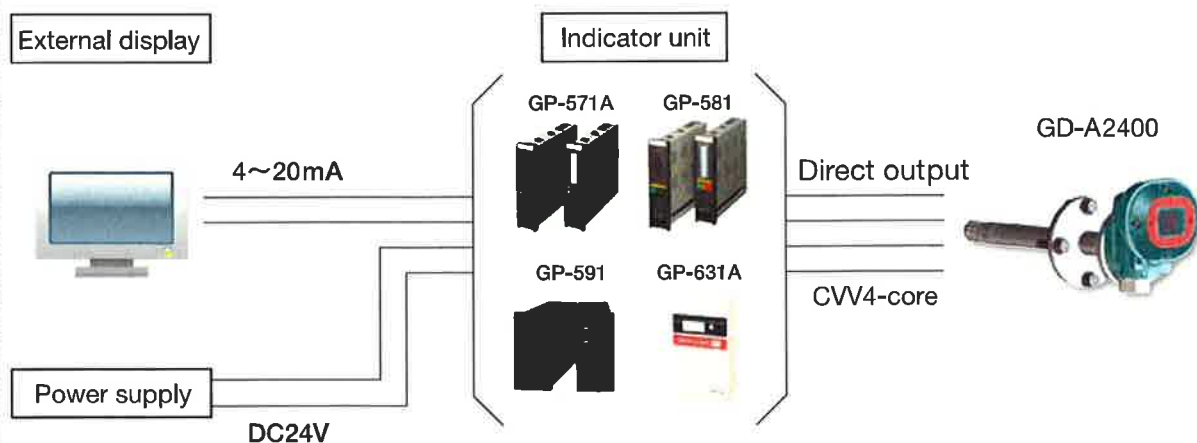 External display
Indicator unit
GP-571A
GP-581
GD-A2400
4～20mA
Direct output
GP-591
GP-631A
CVV4-core
Power supply
DC24V